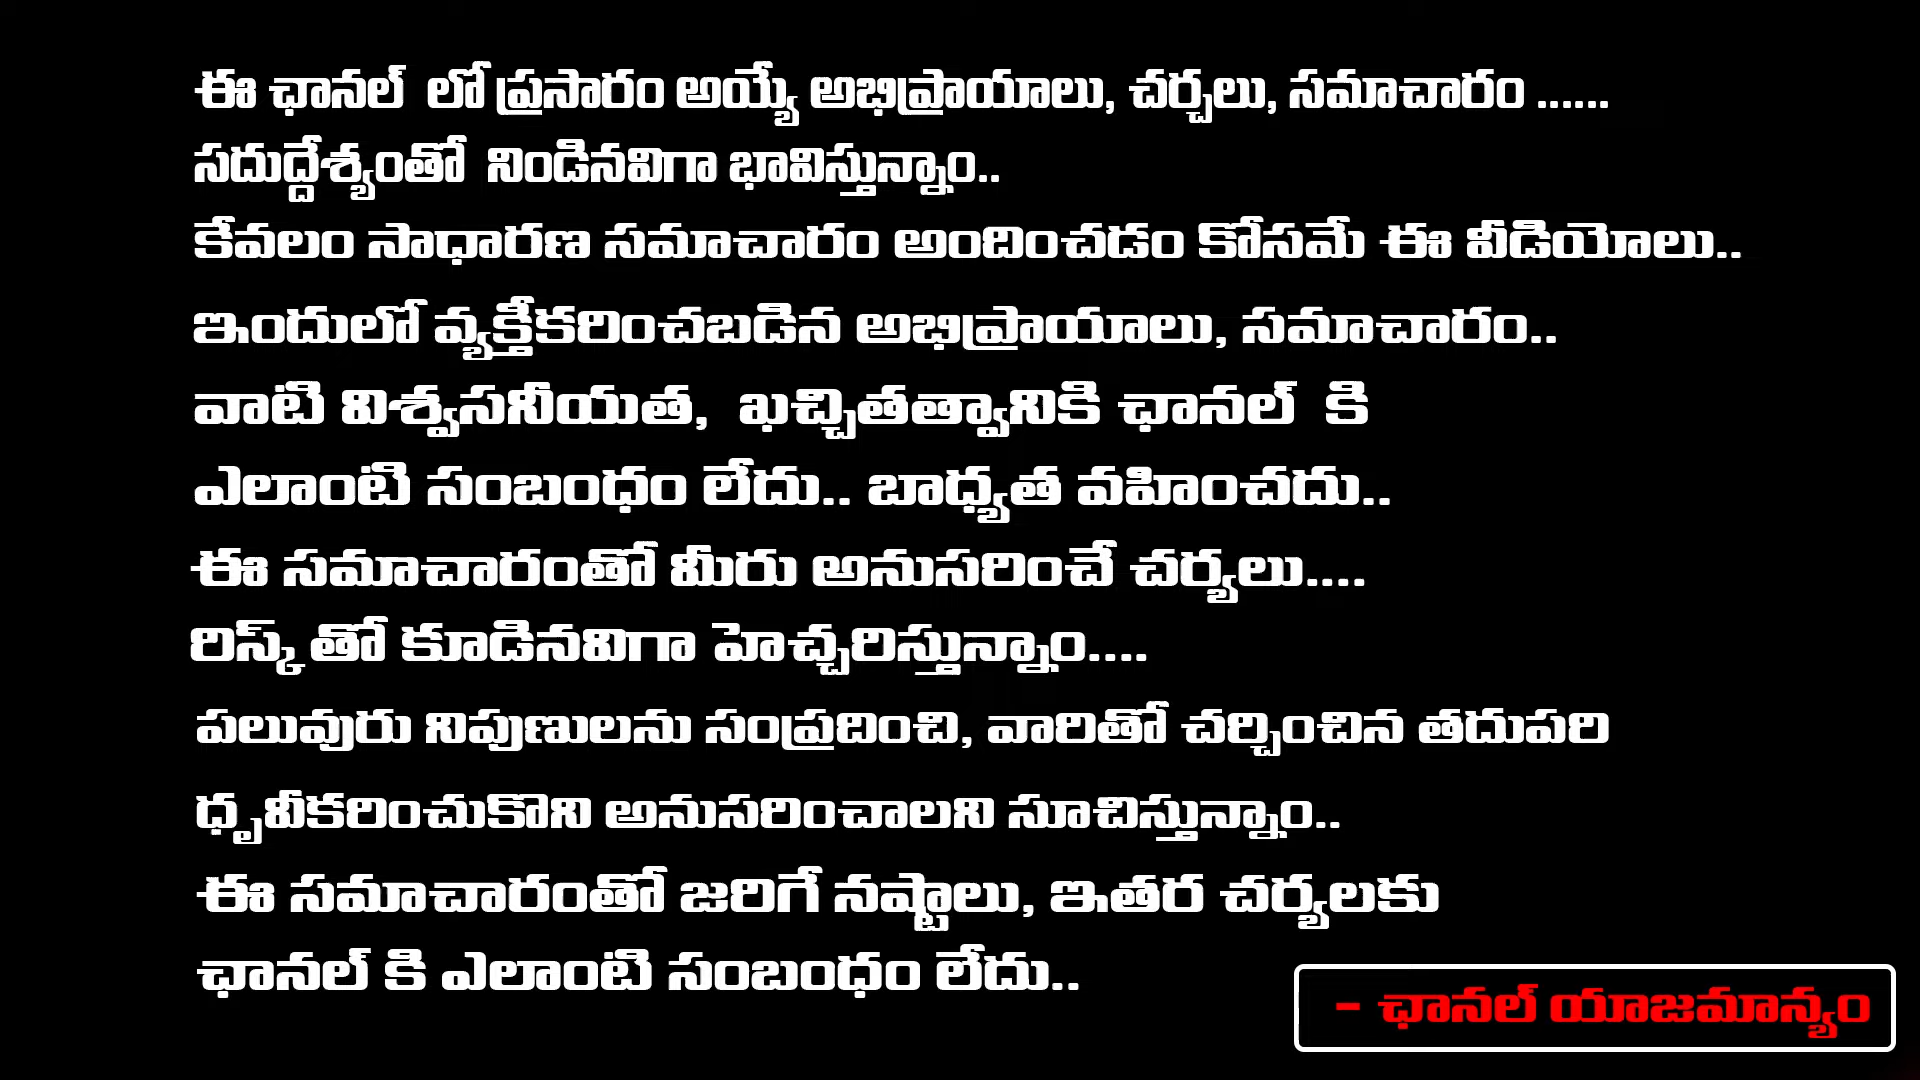 ఈ ఛానల్ లో ప్రసారం అయ్యే అభిప్రాయాలు, చర్చలు, సమాచారం ......
సదుద్దేశ్యంతో నిండినవిగా భావిస్తున్నాం..
కేవలం సాధారణ సమాచారం అందించడం కోసమే ఈ వీడియోలు..
ఇందులో వ్యక్తీకరించబడిన అభిప్రాయాలు, సమాచారం..
వాటి విశ్వసనీయత, ఖచ్చితత్వానికి ఛానల్ కి
ఎలాంటి సంబంధం లేదు.. బాధ్యత వహించదు..
ఈ సమాచారంతో మీరు అనుసరించే చర్యలు....
రిస్క్ తో కూడినవిగా హెచ్చరిస్తున్నాం....
పలువురు నిపుణులను సంప్రదించి, వారితో చర్చించిన తదుపరి
ధృవీకరించుకొని అనుసరించాలని సూచిస్తున్నాం..
ఈ సమాచారంతో జరిగే నష్టాలు, ఇతర చర్యలకు
ఛానల్ కి ఎలాంటి సంబంధం లేదు..
- ఛానల్ యాజమాన్యం